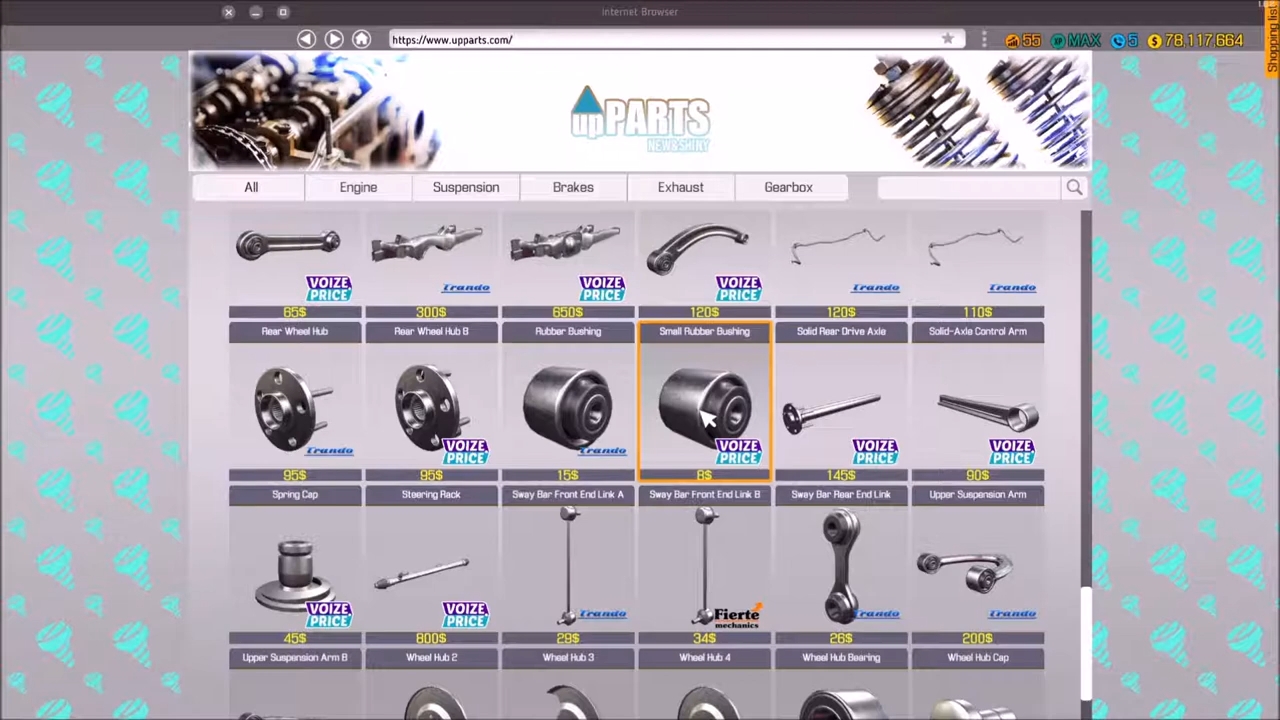 Internet Browser
Shopping list
https://www.upparts.com/
55 MAX 5 $ 78,117,664
upPARTS
NEW&SHINY
All Engine Suspension Brakes Exhaust Gearbox
VOIZE PRICE Trando VOIZE PRICE VOIZE PRICE Trando Trando
65$ 300$ 650$ 120$ 120$ 110$
Rear Wheel Hub Rear Wheel Hub B Rubber Bushing Small Rubber Bushing Solid Rear Drive Axle Solid-Axle Control Arm
Trando VOIZE PRICE Trando VOIZE PRICE VOIZE PRICE VOIZE PRICE
95$ 95$ 15$ 8$ 145$ 90$
Spring Cap Steering Rack Sway Bar Front End Link A Sway Bar Front End Link B Sway Bar Rear End Link Upper Suspension Arm
VOIZE PRICE VOIZE PRICE Trando Fierte mechanics Trando Trando
45$ 800$ 29$ 34$ 26$ 200$
Upper Suspension Arm B Wheel Hub 2 Wheel Hub 3 Wheel Hub 4 Wheel Hub Bearing Wheel Hub Cap